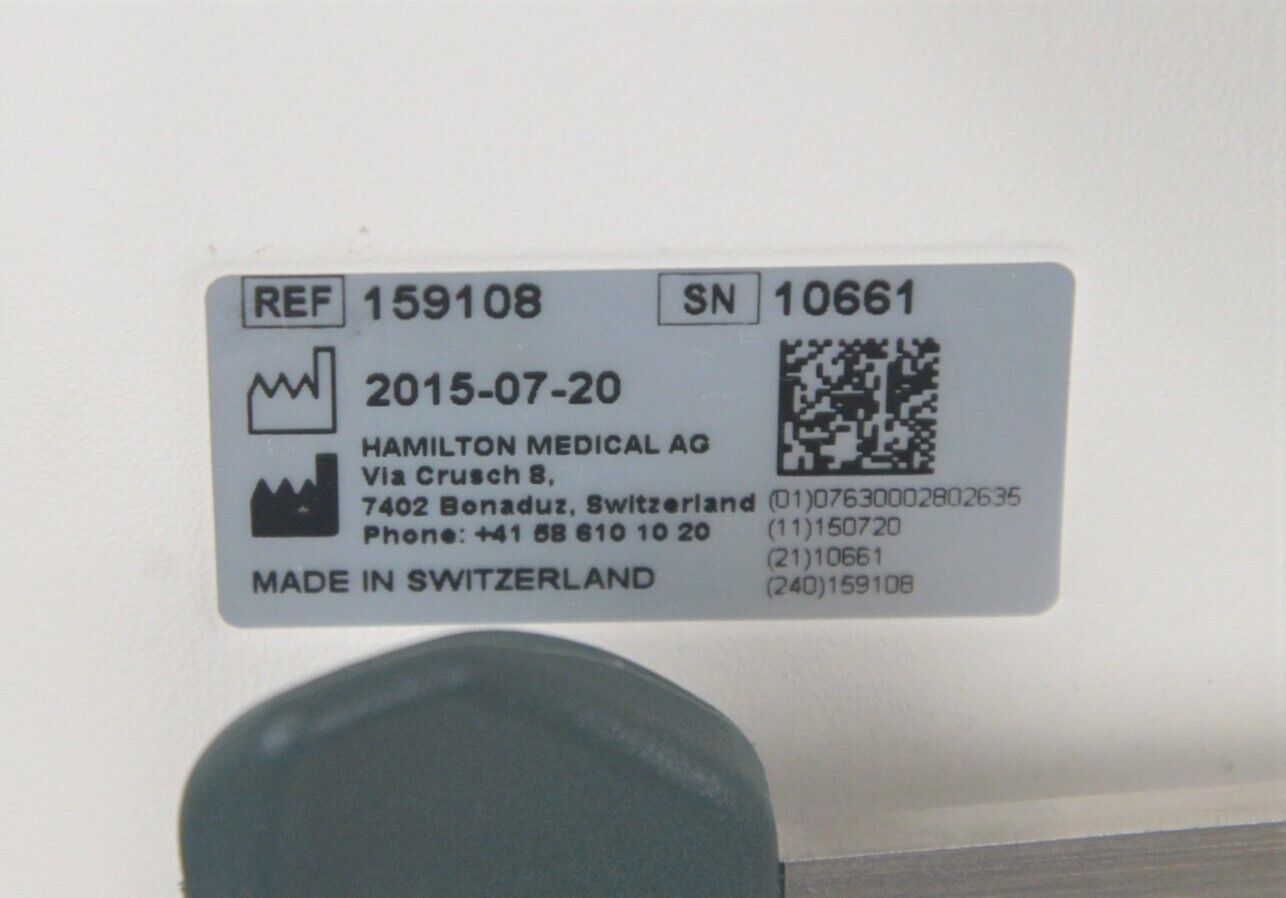 REF 159108 SN 10661
2015-07-20
HAMILTON MEDICAL AG
Via Crusch 8,
7402 Bonaduz, Switzerland
Phone: +41 58 610 10 20
MADE IN SWITZERLAND
(01)07630002802635
(11)150720
(21)10661
(240)159108